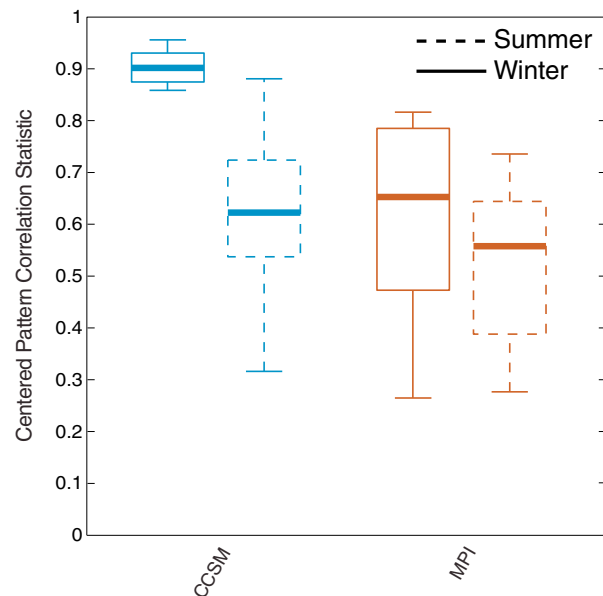 Centered Pattern Correlation Statistic
1
0.9
0.8
0.7
0.6
0.5
0.4
0.3
0.2
0.1
0
Summer
Winter
CCSM
MPI